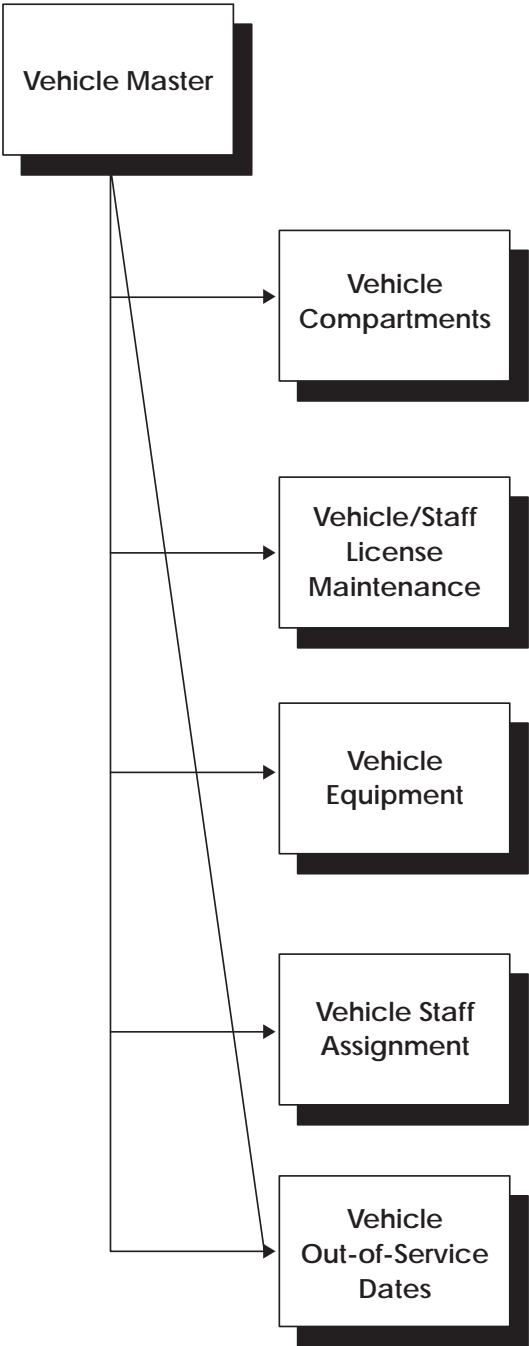 Vehicle Master
Vehicle
Compartments
Vehicle/Staff
License
Maintenance
Vehicle
Equipment
Vehicle Staff
Assignment
Vehicle
Out-of-Service
Dates